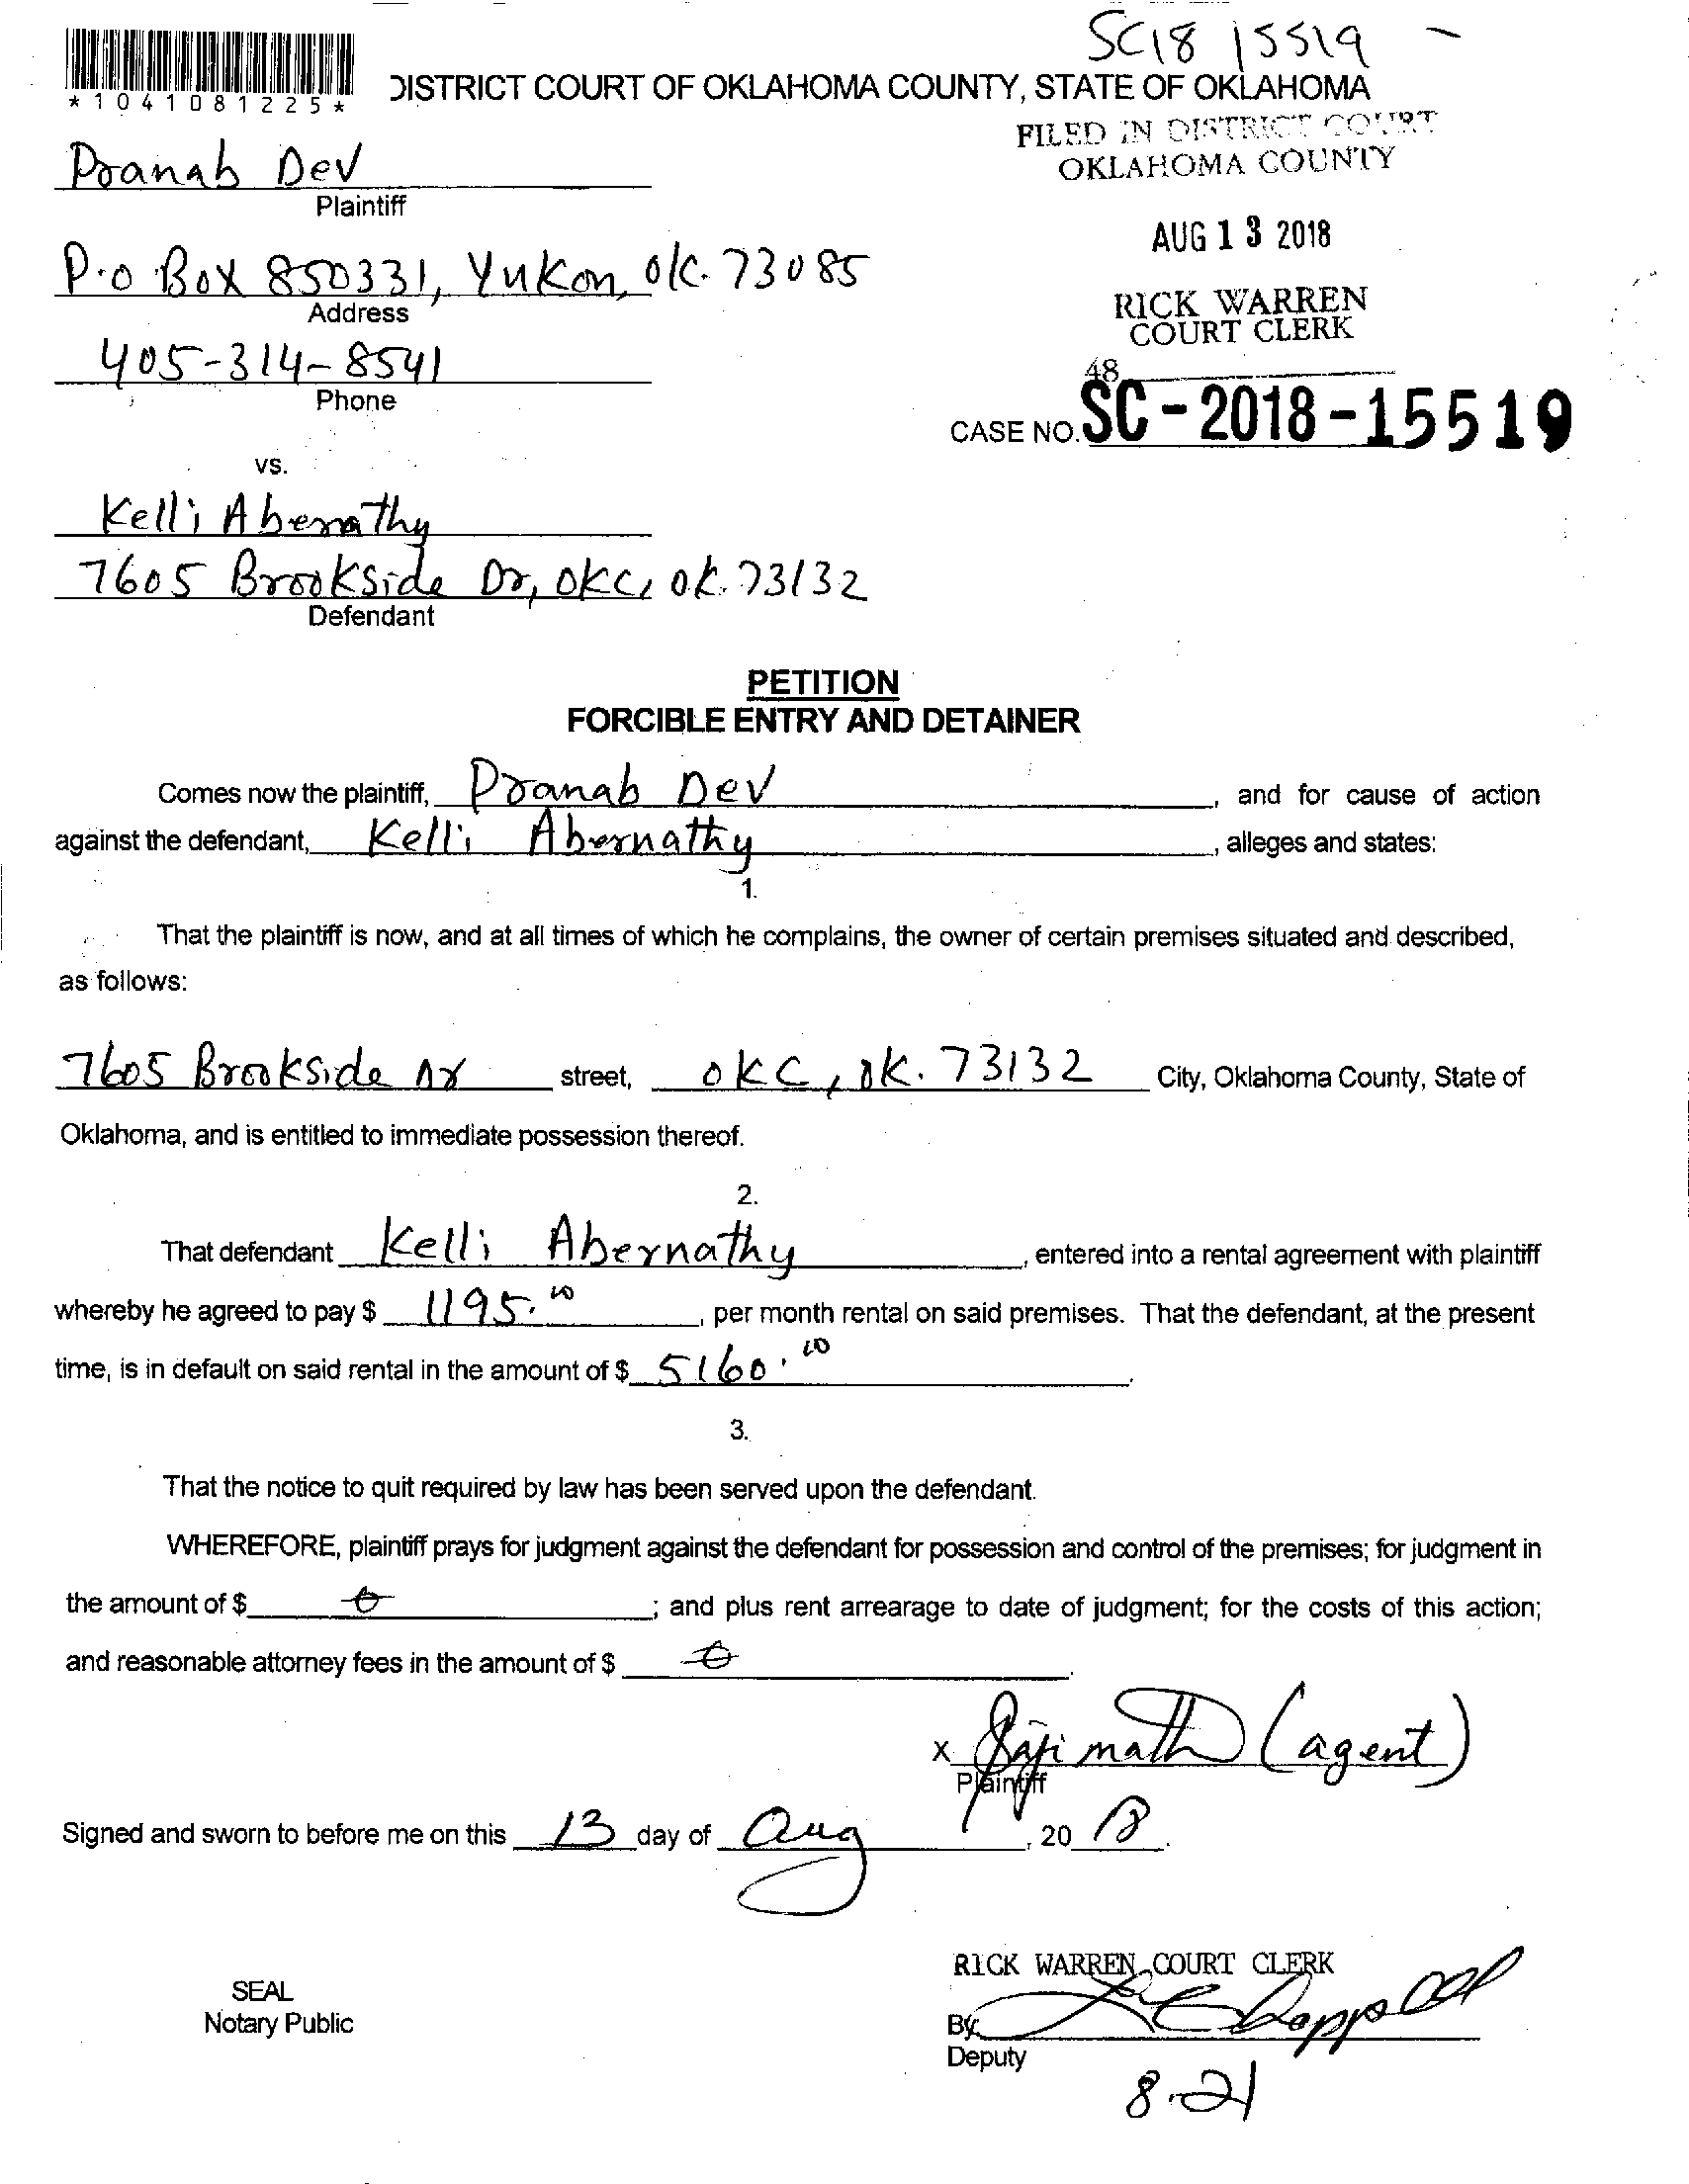 SC18 15519 -
*1041081225*
DISTRICT COURT OF OKLAHOMA COUNTY, STATE OF OKLAHOMA
FILED IN DISTRICT COURT
OKLAHOMA COUNTY
Pranab Dev
Plaintiff
AUG 13 2018
P.O Box 850331, Yukon, OK. 73085
Address
RICK WARREN
COURT CLERK
405-314-8541
Phone
48
CASE NO. SC-2018-15519
vs.
Kelli Abernathy
7605 Brookside Dr, OKC, OK. 73132
Defendant
PETITION
FORCIBLE ENTRY AND DETAINER
Comes now the plaintiff, Pranab Dev, and for cause of action
against the defendant, Kelli Abernathy, alleges and states:
1.
That the plaintiff is now, and at all times of which he complains, the owner of certain premises situated and described,
as follows:
7605 Brookside Dr street, OKC, OK. 73132 City, Oklahoma County, State of
Oklahoma, and is entitled to immediate possession thereof.
2.
That defendant Kelli Abernathy, entered into a rental agreement with plaintiff
whereby he agreed to pay $ 1195.00, per month rental on said premises. That the defendant, at the present
time, is in default on said rental in the amount of $ 5160.00.
3.
That the notice to quit required by law has been served upon the defendant.
WHEREFORE, plaintiff prays for judgment against the defendant for possession and control of the premises; for judgment in
the amount of $ 0; and plus rent arrearage to date of judgment; for the costs of this action;
and reasonable attorney fees in the amount of $ 0.
x (agent)
Plaintiff
Signed and sworn to before me on this 13 day of Aug, 2018.
RICK WARREN, COURT CLERK
SEAL
Notary Public
By
Deputy
8-21